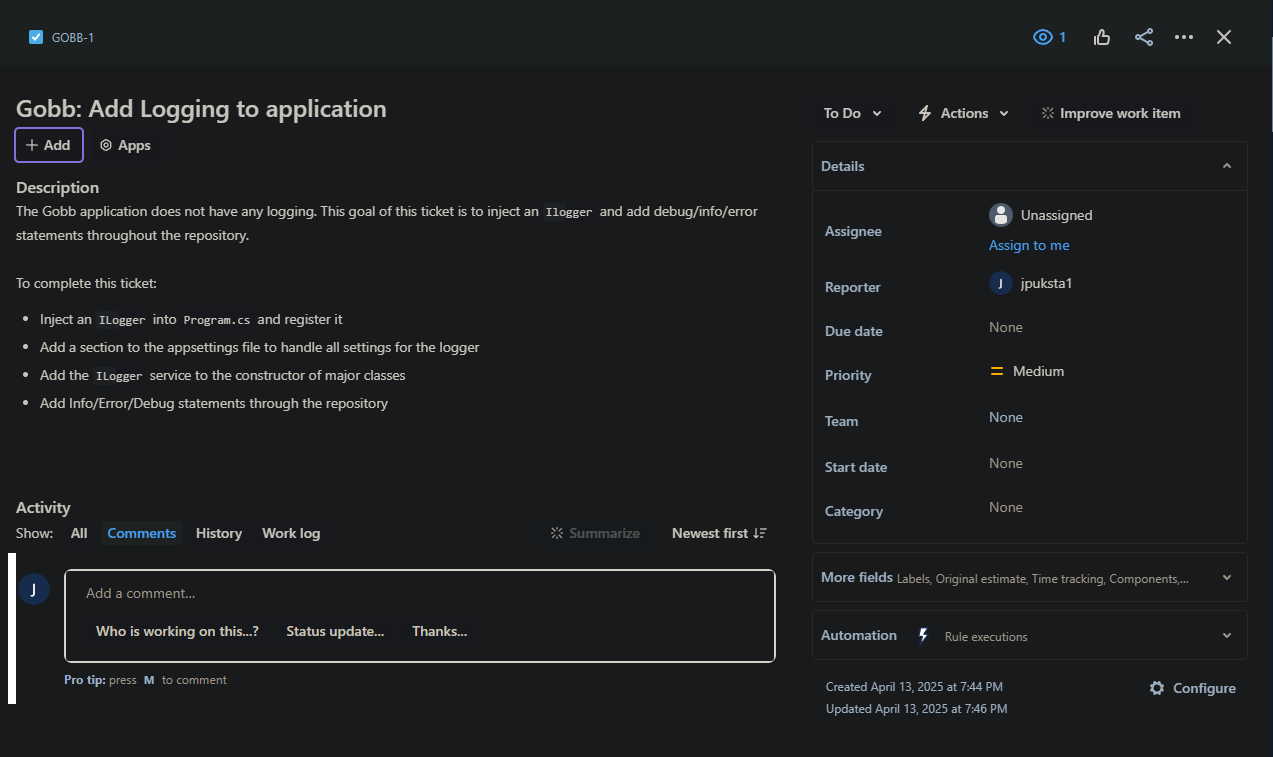 GOBB-1
1
Gobb: Add Logging to application
Add
Apps
Description
The Gobb application does not have any logging. This goal of this ticket is to inject an Ilogger and add debug/info/error
statements throughout the repository.
To complete this ticket:
Inject an ILogger into Program.cs and register it
Add a section to the appsettings file to handle all settings for the logger
Add the ILogger service to the constructor of major classes
Add Info/Error/Debug statements through the repository
Activity
Show: All Comments History Work log
Summarize
Newest first
J
Add a comment...
Who is working on this...? Status update... Thanks...
Pro tip: press M to comment
To Do
Actions
Improve work item
Details
Assignee
Unassigned
Assign to me
Reporter
J jpuksta1
Due date
None
Priority
Medium
Team
None
Start date
None
Category
None
More fields Labels, Original estimate, Time tracking, Components,...
Automation Rule executions
Created April 13, 2025 at 7:44 PM
Updated April 13, 2025 at 7:46 PM
Configure